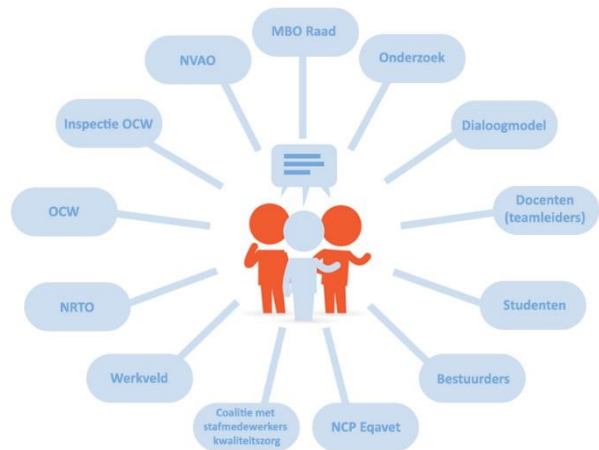 MBO Raad
Onderzoek
Dialoogmodel
Docenten
(teamleiders)
Studenten
Bestuurders
NCP Eqavet
Coalitie met
stafmedewerkers
kwaliteitszorg
Werkveld
NRTO
OCW
Inspectie OCW
NVAO